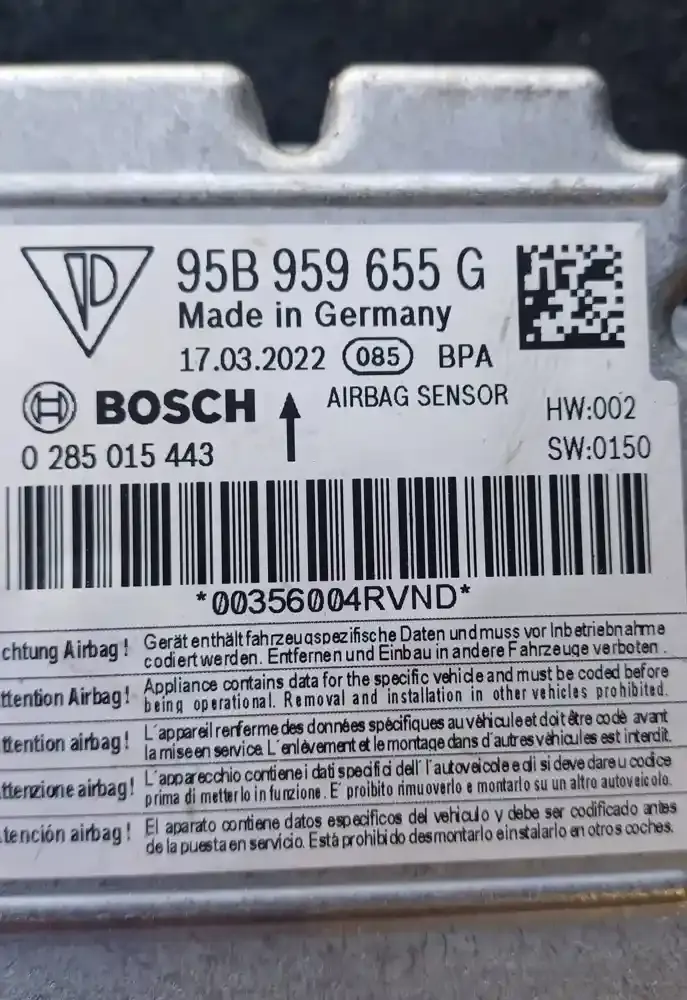 95B 959 655 G
Made in Germany
17.03.2022 085 BPA
BOSCH
AIRBAG SENSOR
HW:002
0 285 015 443
SW:0150
*00356004RVND*
chtung Airbag! Gerät enthält fahrzeugspezifische Daten und muss vor Inbetriebnahme
codiert werden. Entfernen und Einbau in andere Fahrzeuge verboten.
ttention Airbag! Appliance contains data for the specific vehicle and must be coded before
being operational. Removal and installation in other vehicles prohibited.
ttention airbag! L'appareil renferme des données spécifiques au véhicule et doit être codé avant
la mise en service. L'enlèvement et le montage dans d'autres véhicules est interdit.
ttenzione airbag! L'apparecchio contiene i dati specifici dell' l'autoveicolo e di si deve dare u codice
prima di metterlo in funzione. E' proibito rimuoverlo e montarlo su un altro autoveicolo.
tención airbag! El aparato contiene datos especificos del vehiculo y debe ser codificado antes
de la puesta en servicio. Está prohibido desmontarlo e instalarlo en otros coches.